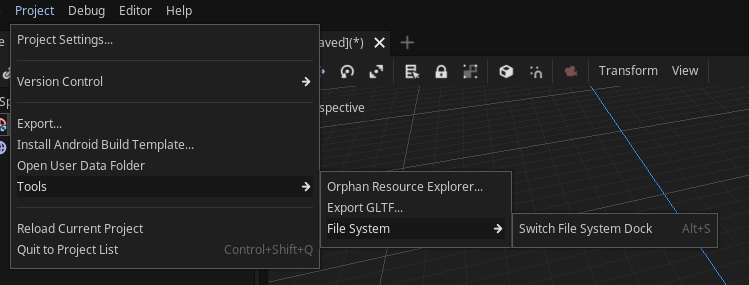 Project Debug Editor Help
Project Settings...
aved](*)
Version Control
Transform View
Sp
spective
Export...
Install Android Build Template...
Open User Data Folder
Tools
Orphan Resource Explorer...
Export GLTF...
File System
Switch File System Dock Alt+S
Reload Current Project
Quit to Project List Control+Shift+Q